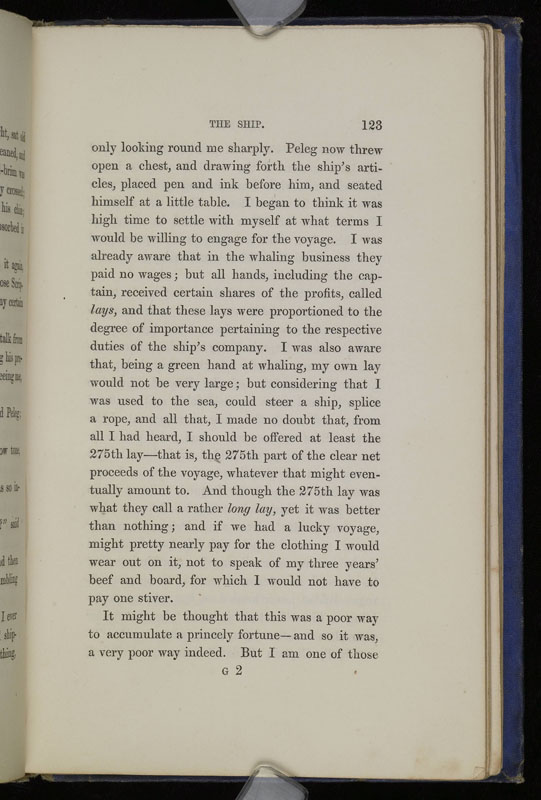 THE SHIP. 123
only looking round me sharply. Peleg now threw
open a chest, and drawing forth the ship's arti-
cles, placed pen and ink before him, and seated
himself at a little table. I began to think it was
high time to settle with myself at what terms I
would be willing to engage for the voyage. I was
already aware that in the whaling business they
paid no wages; but all hands, including the cap-
tain, received certain shares of the profits, called
lays, and that these lays were proportioned to the
degree of importance pertaining to the respective
duties of the ship's company. I was also aware
that, being a green hand at whaling, my own lay
would not be very large; but considering that I
was used to the sea, could steer a ship, splice
a rope, and all that, I made no doubt that, from
all I had heard, I should be offered at least the
275th lay—that is, the 275th part of the clear net
proceeds of the voyage, whatever that might even-
tually amount to. And though the 275th lay was
what they call a rather long lay, yet it was better
than nothing; and if we had a lucky voyage,
might pretty nearly pay for the clothing I would
wear out on it, not to speak of my three years'
beef and board, for which I would not have to
pay one stiver.
It might be thought that this was a poor way
to accumulate a princely fortune—and so it was,
a very poor way indeed. But I am one of those
G 2